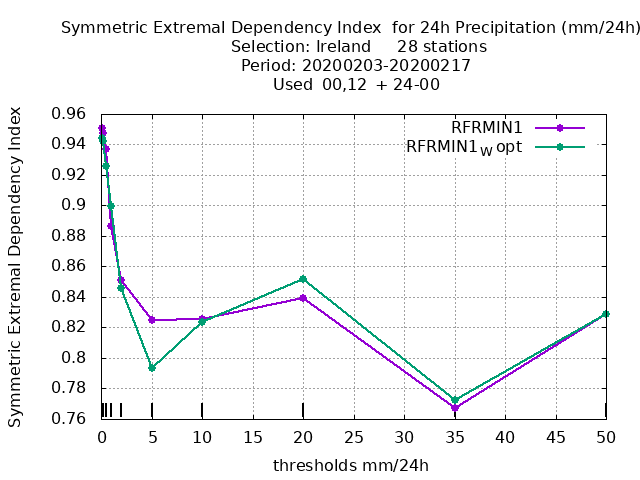 Symmetric Extremal Dependency Index  for 24h Precipitation (mm/24h)
Selection: Ireland     28 stations
Period: 20200203-20200217
Used  00,12  + 24-00
Symmetric Extremal Dependency Index
0.96
0.94
0.92
0.9
0.88
0.86
0.84
0.82
0.8
0.78
0.76
RFRMIN1
RFRMIN1W opt
0 5 10 15 20 25 30 35 40 45 50
thresholds mm/24h